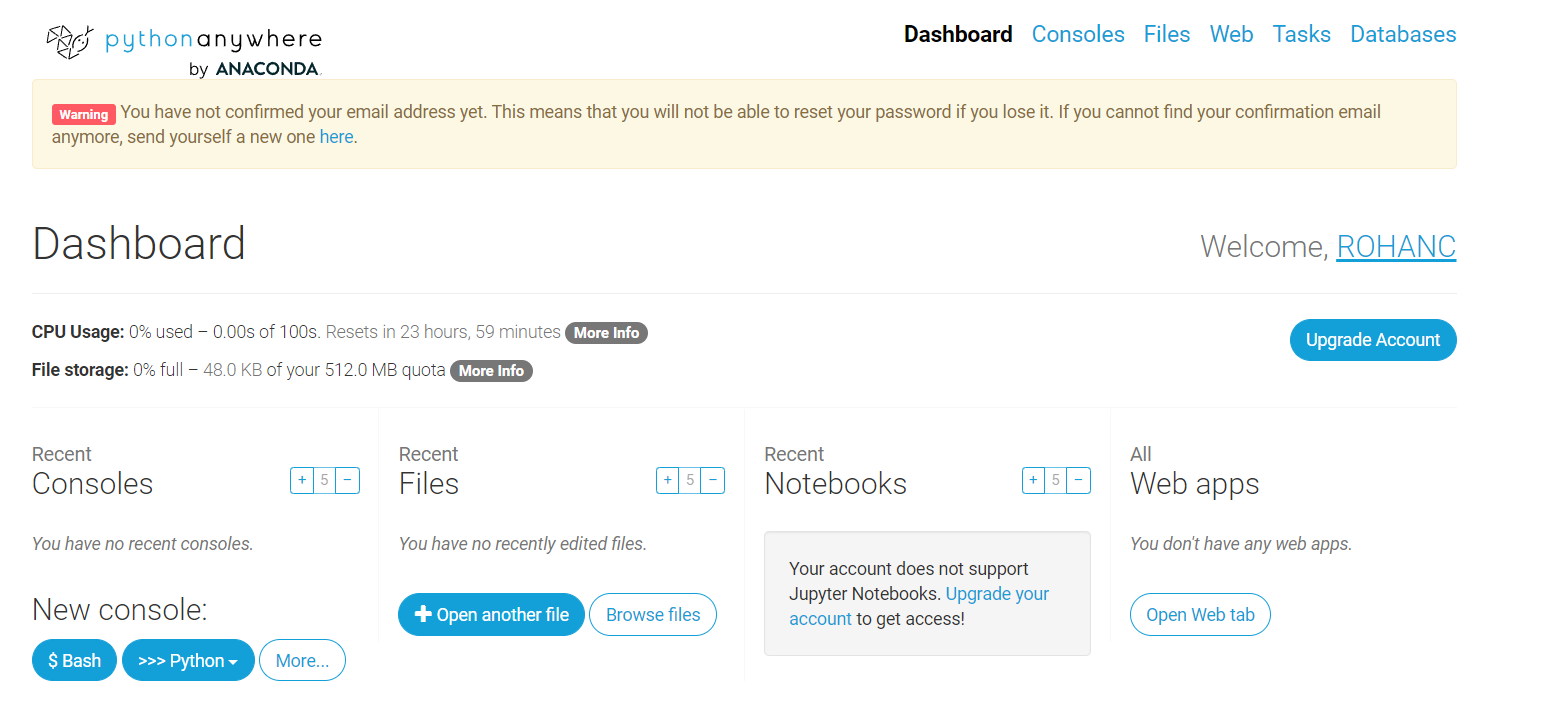 pythonanywhere
by ANACONDA.
Dashboard Consoles Files Web Tasks Databases
Warning You have not confirmed your email address yet. This means that you will not be able to reset your password if you lose it. If you cannot find your confirmation email
anymore, send yourself a new one here.
Dashboard
Welcome, ROHANC
CPU Usage: 0% used – 0.00s of 100s. Resets in 23 hours, 59 minutes More Info
Upgrade Account
File storage: 0% full – 48.0 KB of your 512.0 MB quota More Info
Recent
Consoles
+ 5 −
You have no recent consoles.
New console:
$ Bash >>> Python More...
Recent
Files
+ 5 −
You have no recently edited files.
+ Open another file Browse files
Recent
Notebooks
+ 5 −
Your account does not support
Jupyter Notebooks. Upgrade your
account to get access!
All
Web apps
You don't have any web apps.
Open Web tab